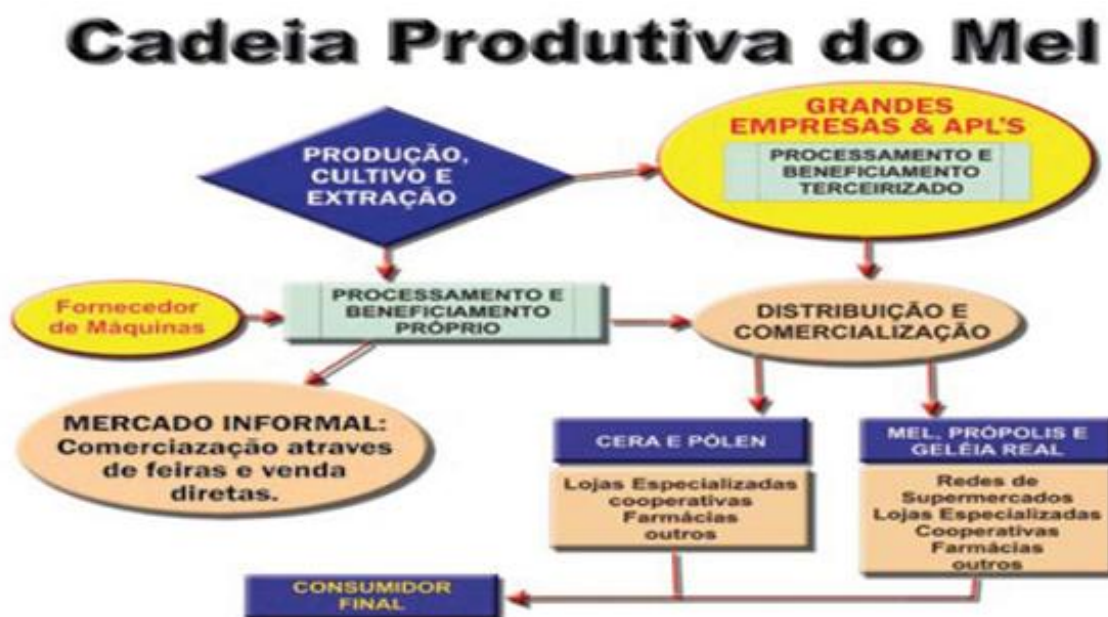 Cadeia Produtiva do Mel
PRODUÇÃO,
CULTIVO E
EXTRAÇÃO
GRANDES
EMPRESAS & APL'S
PROCESSAMENTO E
BENEFICIAMENTO
TERCEIRIZADO
Fornecedor
de Máquinas
PROCESSAMENTO E
BENEFICIAMENTO
PRÓPRIO
DISTRIBUIÇÃO E
COMERCIALIZAÇÃO
MERCADO INFORMAL:
Comerciazação atraves
de feiras e venda
diretas.
CERA E PÓLEN
Lojas Especializadas
cooperativas
Farmácias
outros
MEL, PRÓPOLIS E
GELÉIA REAL
Redes de
Supermercados
Lojas Especializadas
Cooperativas
Farmácias
outros
CONSUMIDOR
FINAL